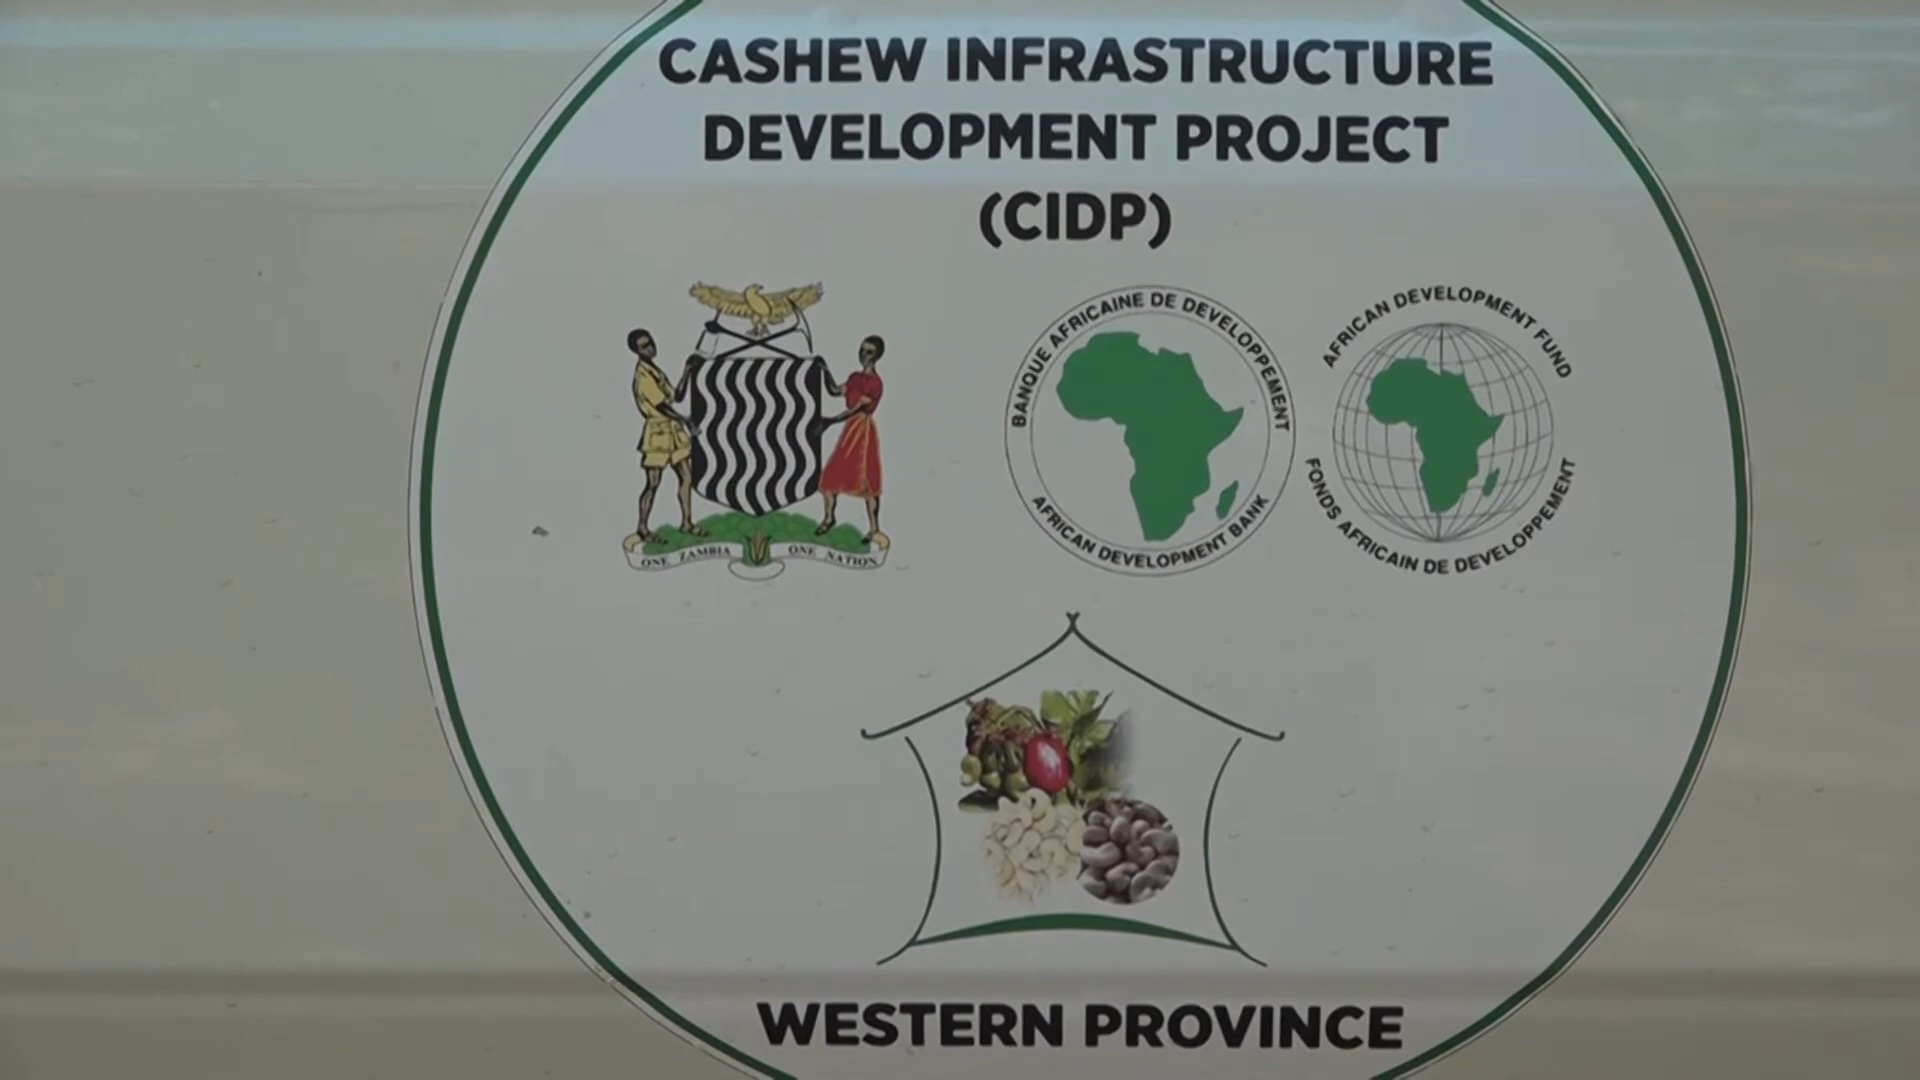 CASHEW INFRASTRUCTURE
DEVELOPMENT PROJECT
(CIDP)
ONE ZAMBIA ONE NATION
BANQUE AFRICAINE DE DEVELOPPEMENT
AFRICAN DEVELOPMENT BANK
AFRICAN DEVELOPMENT FUND
FONDS AFRICAIN DE DEVELOPPEMENT
WESTERN PROVINCE